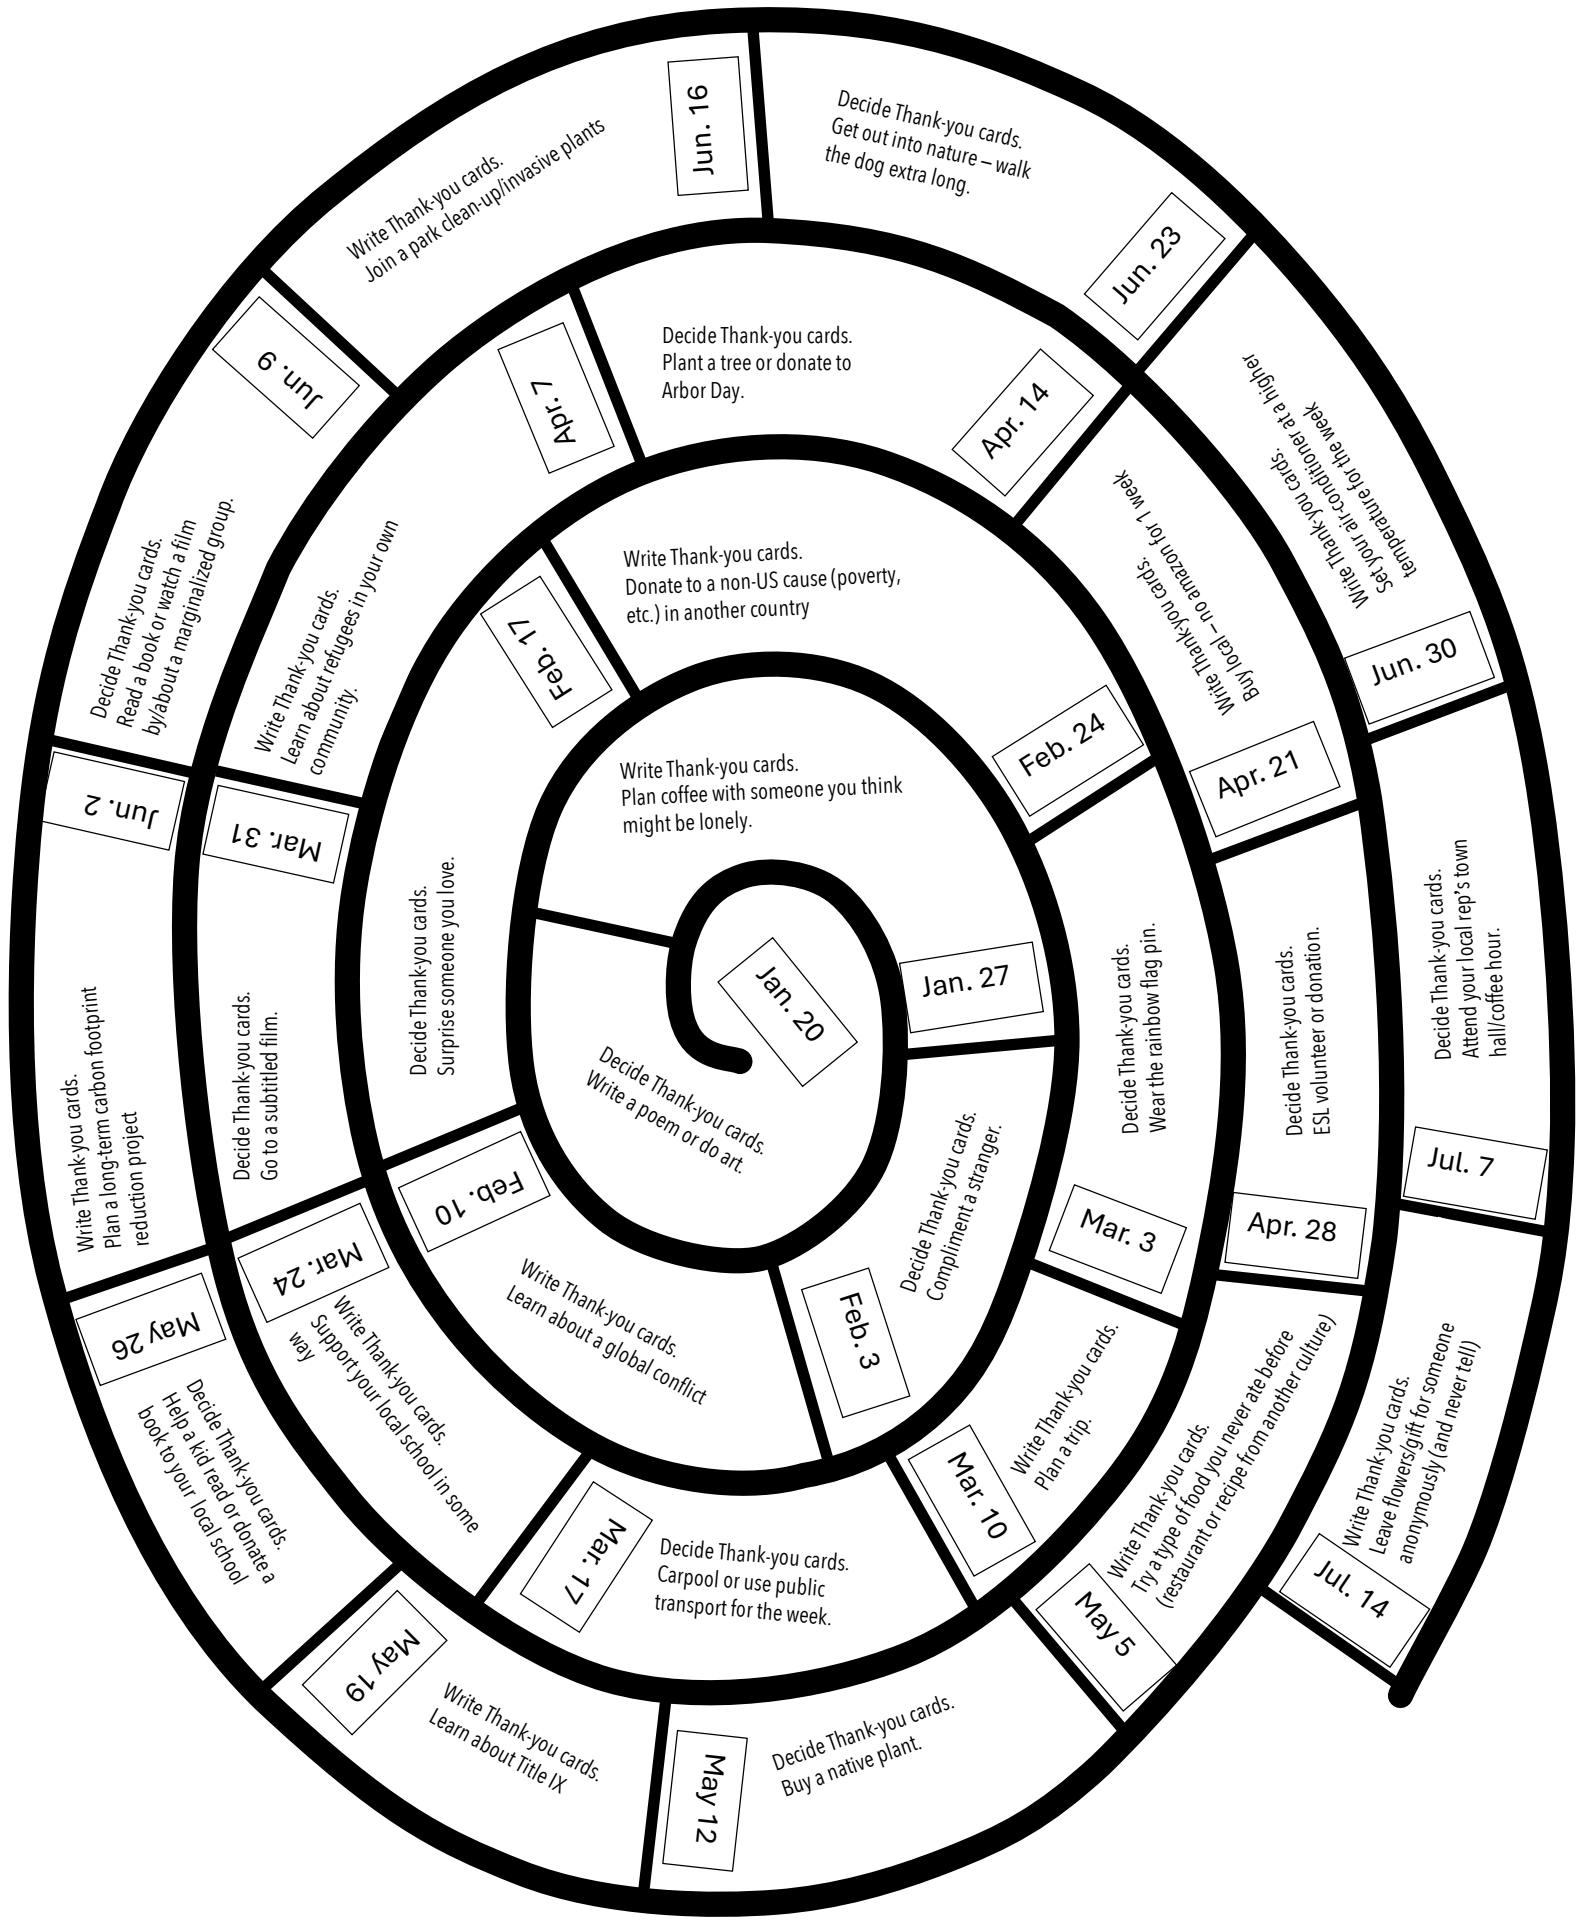 Jan. 20
Decide Thank-you cards.
Write a poem or do art.
Jan. 27
Write Thank-you cards.
Plan coffee with someone you think
might be lonely.
Feb. 3
Decide Thank-you cards.
Compliment a stranger.
Feb. 10
Write Thank-you cards.
Learn about a global conflict
Feb. 17
Decide Thank-you cards.
Surprise someone you love.
Feb. 24
Write Thank-you cards.
Donate to a non-US cause (poverty,
etc.) in another country
Mar. 3
Decide Thank-you cards.
Wear the rainbow flag pin.
Mar. 10
Write Thank-you cards.
Plan a trip.
Mar. 17
Decide Thank-you cards.
Carpool or use public
transport for the week.
Mar. 24
Write Thank-you cards.
Support your local school in some
way
Mar. 31
Decide Thank-you cards.
Go to a subtitled film.
Apr. 7
Write Thank-you cards.
Learn about refugees in your own
community.
Apr. 14
Decide Thank-you cards.
Plant a tree or donate to
Arbor Day.
Apr. 21
Write Thank-you cards.
Buy local – no amazon for 1 week
Apr. 28
Decide Thank-you cards.
ESL volunteer or donation.
May 5
Write Thank-you cards.
Try a type of food you never ate before
(restaurant or recipe from another culture)
May 12
Decide Thank-you cards.
Buy a native plant.
May 19
Write Thank-you cards.
Learn about Title IX
May 26
Decide Thank-you cards.
Help a kid read or donate a
book to your local school
Jun. 2
Write Thank-you cards.
Plan a long-term carbon footprint
reduction project
Jun. 9
Decide Thank-you cards.
Read a book or watch a film
by/about a marginalized group.
Jun. 16
Write Thank-you cards.
Join a park clean-up/invasive plants
Jun. 23
Decide Thank-you cards.
Get out into nature – walk
the dog extra long.
Jun. 30
Write Thank-you cards.
Set your air-conditioner at a higher
temperature for the week
Jul. 7
Decide Thank-you cards.
Attend your local rep’s town
hall/coffee hour.
Jul. 14
Write Thank-you cards.
Leave flowers/gift for someone
anonymously (and never tell)